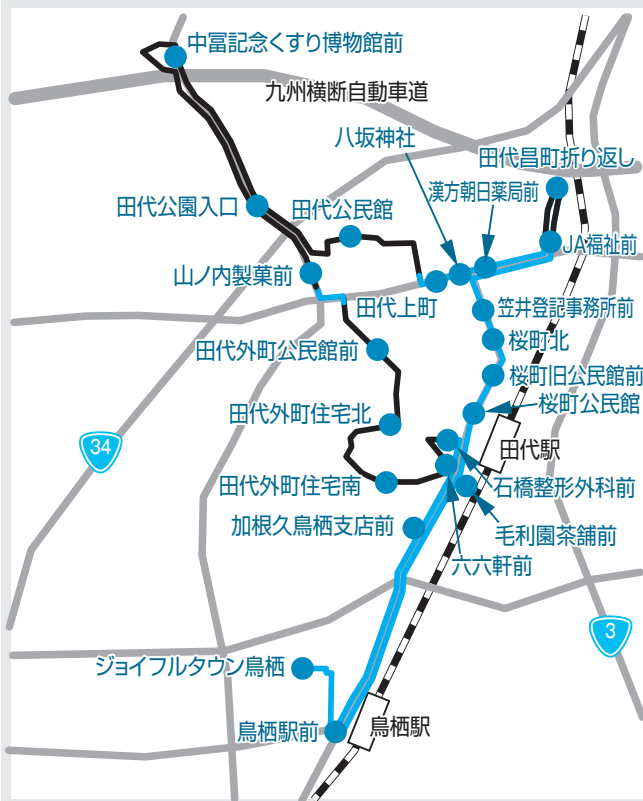 中冨記念くすり博物館前
九州横断自動車道
八坂神社
田代昌町折り返し
漢方朝日薬局前
田代公園入口
田代公民館
JA福祉前
山ノ内製菓前
田代上町
笠井登記事務所前
桜町北
田代外町公民館前
桜町旧公民館前
桜町公民館
田代外町住宅北
34
田代駅
田代外町住宅南
石橋整形外科前
加根久鳥栖支店前
毛利園茶舗前
六六軒前
3
ジョイフルタウン鳥栖
鳥栖駅前
鳥栖駅